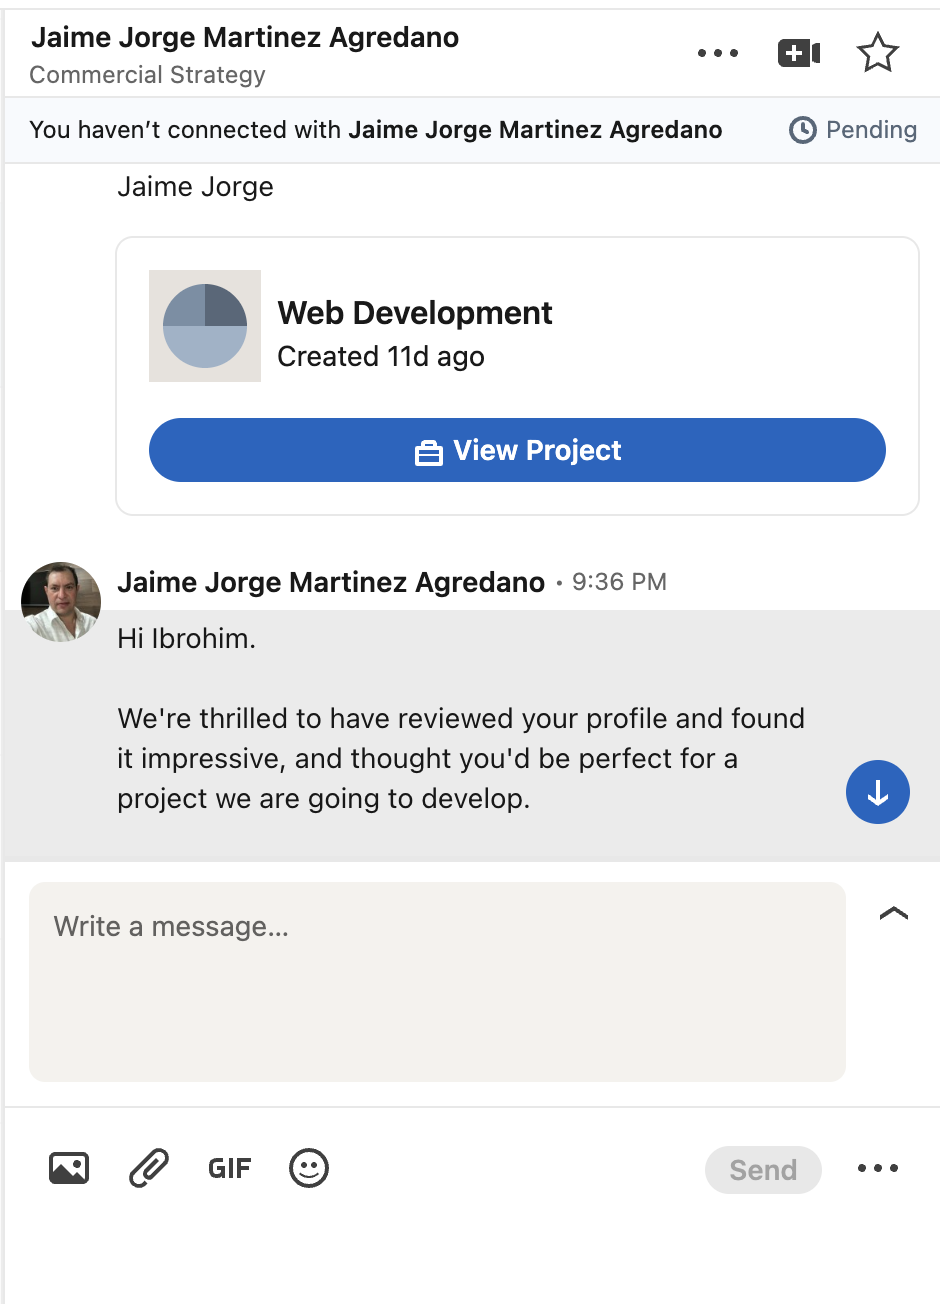 Jaime Jorge Martinez Agredano
Commercial Strategy
You haven’t connected with Jaime Jorge Martinez Agredano
Pending
Jaime Jorge
Web Development
Created 11d ago
View Project
Jaime Jorge Martinez Agredano • 9:36 PM
Hi Ibrohim.
We're thrilled to have reviewed your profile and found
it impressive, and thought you'd be perfect for a
project we are going to develop.
Write a message...
GIF
Send